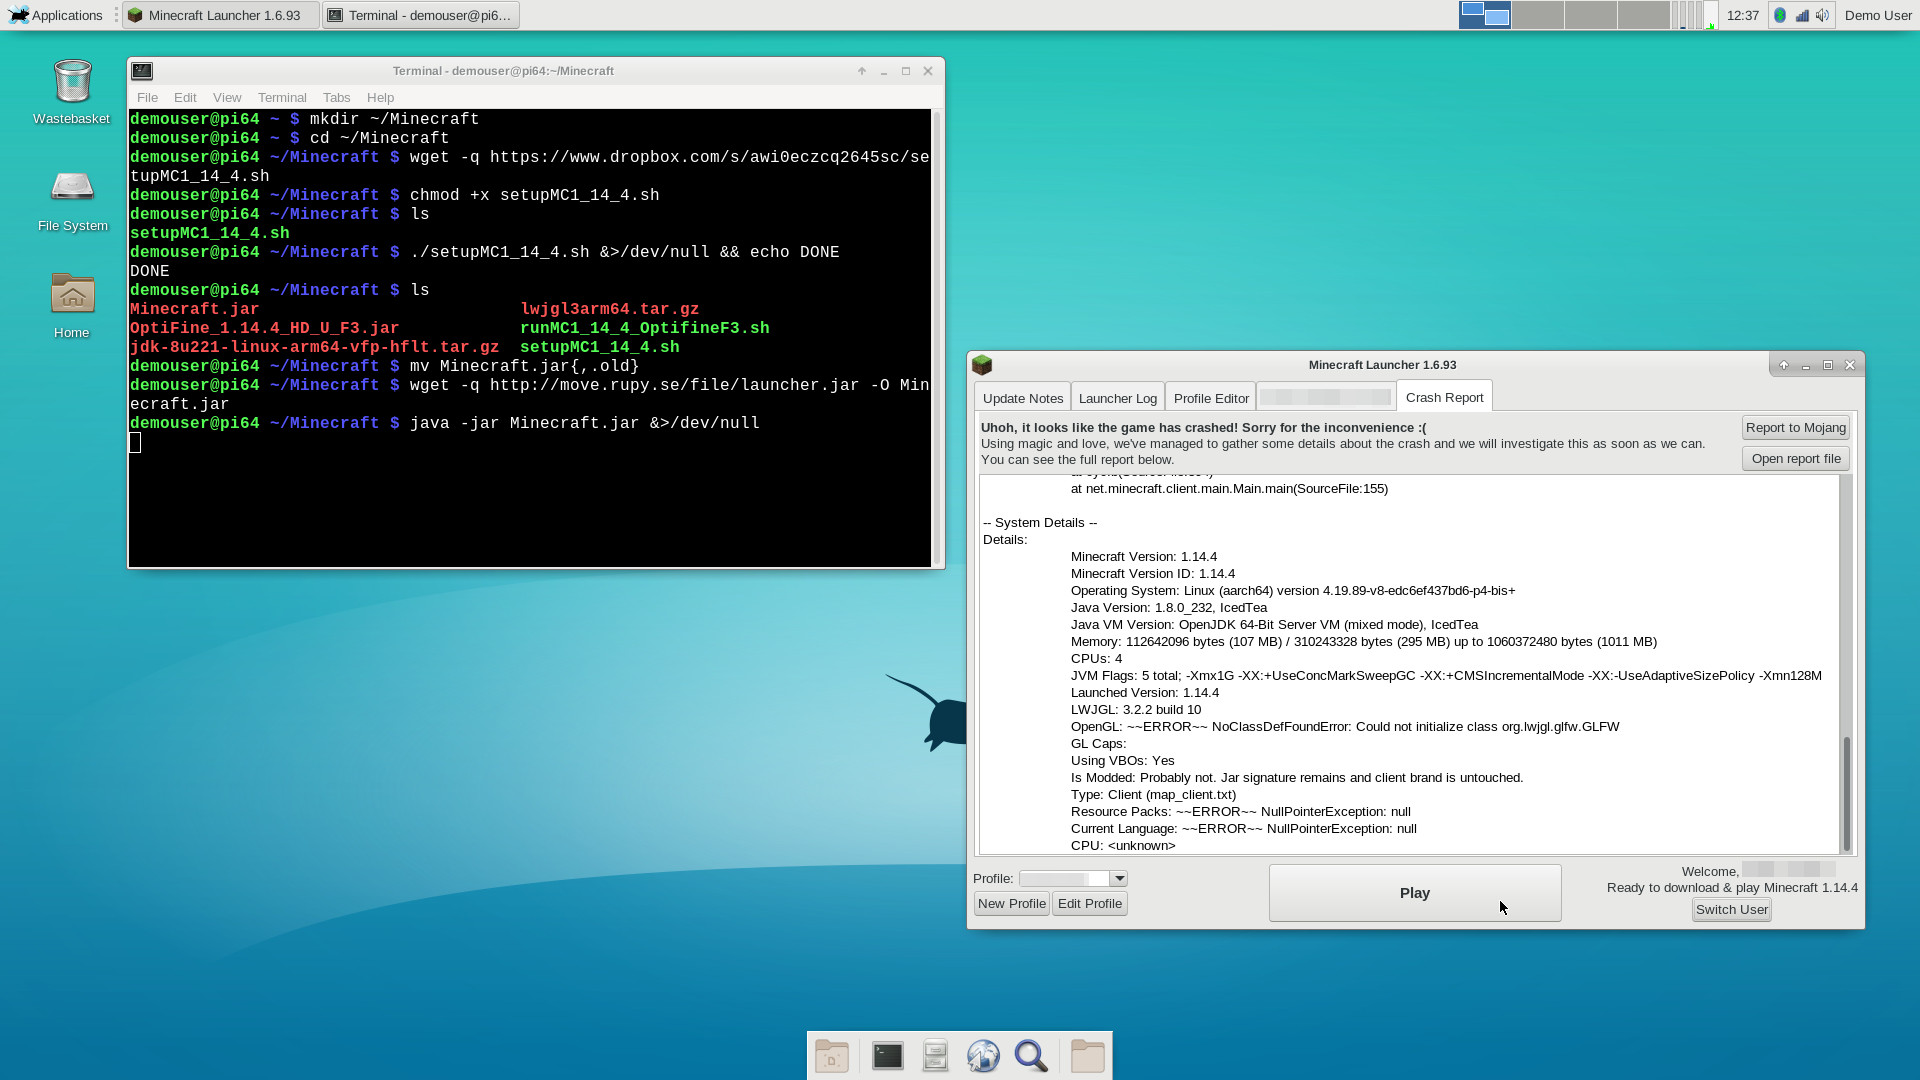 Applications
Minecraft Launcher 1.6.93
Terminal - demouser@pi6...
12:37
Demo User
Wastebasket
File System
Home
Terminal - demouser@pi64:~/Minecraft
File Edit View Terminal Tabs Help
demouser@pi64 ~ $ mkdir ~/Minecraft
demouser@pi64 ~ $ cd ~/Minecraft
demouser@pi64 ~/Minecraft $ wget -q https://www.dropbox.com/s/awi0eczcq2645sc/se
tupMC1_14_4.sh
demouser@pi64 ~/Minecraft $ chmod +x setupMC1_14_4.sh
demouser@pi64 ~/Minecraft $ ls
setupMC1_14_4.sh
demouser@pi64 ~/Minecraft $ ./setupMC1_14_4.sh &>/dev/null && echo DONE
DONE
demouser@pi64 ~/Minecraft $ ls
Minecraft.jar lwjgl3arm64.tar.gz
OptiFine_1.14.4_HD_U_F3.jar runMC1_14_4_OptifineF3.sh
jdk-8u221-linux-arm64-vfp-hflt.tar.gz setupMC1_14_4.sh
demouser@pi64 ~/Minecraft $ mv Minecraft.jar{,.old}
demouser@pi64 ~/Minecraft $ wget -q http://move.rupy.se/file/launcher.jar -O Min
ecraft.jar
demouser@pi64 ~/Minecraft $ java -jar Minecraft.jar &>/dev/null
Minecraft Launcher 1.6.93
Update Notes
Launcher Log
Profile Editor
Crash Report
Uhoh, it looks like the game has crashed! Sorry for the inconvenience :(
Using magic and love, we've managed to gather some details about the crash and we will investigate this as soon as we can.
You can see the full report below.
Report to Mojang
Open report file
at net.minecraft.client.main.Main.main(SourceFile:155)
-- System Details --
Details:
Minecraft Version: 1.14.4
Minecraft Version ID: 1.14.4
Operating System: Linux (aarch64) version 4.19.89-v8-edc6ef437bd6-p4-bis+
Java Version: 1.8.0_232, IcedTea
Java VM Version: OpenJDK 64-Bit Server VM (mixed mode), IcedTea
Memory: 112642096 bytes (107 MB) / 310243328 bytes (295 MB) up to 1060372480 bytes (1011 MB)
CPUs: 4
JVM Flags: 5 total; -Xmx1G -XX:+UseConcMarkSweepGC -XX:+CMSIncrementalMode -XX:-UseAdaptiveSizePolicy -Xmn128M
Launched Version: 1.14.4
LWJGL: 3.2.2 build 10
OpenGL: ~~ERROR~~ NoClassDefFoundError: Could not initialize class org.lwjgl.glfw.GLFW
GL Caps:
Using VBOs: Yes
Is Modded: Probably not. Jar signature remains and client brand is untouched.
Type: Client (map_client.txt)
Resource Packs: ~~ERROR~~ NullPointerException: null
Current Language: ~~ERROR~~ NullPointerException: null
CPU: <unknown>
Profile:
New Profile
Edit Profile
Play
Welcome,
Ready to download & play Minecraft 1.14.4
Switch User